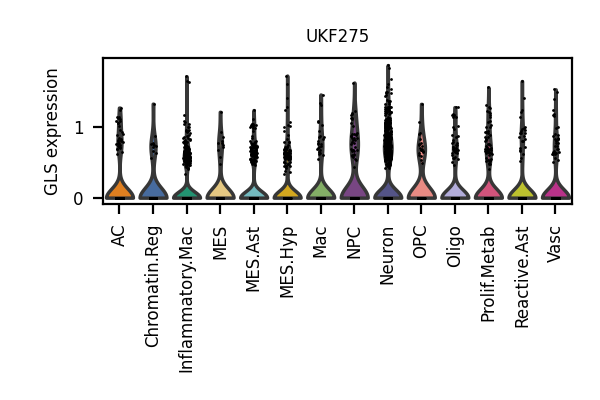 UKF275
GLS expression
1
0
AC
Chromatin.Reg
Inflammatory.Mac
MES
MES.Ast
MES.Hyp
Mac
NPC
Neuron
OPC
Oligo
Prolif.Metab
Reactive.Ast
Vasc